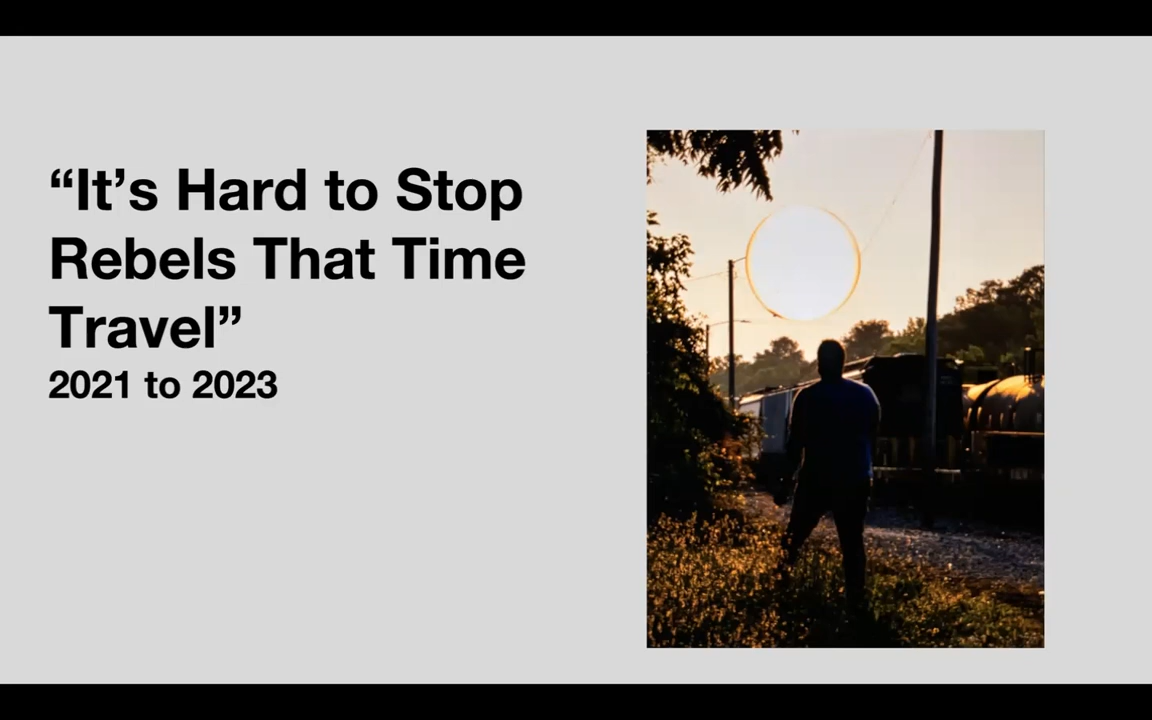 “It’s Hard to Stop
Rebels That Time
Travel”
2021 to 2023